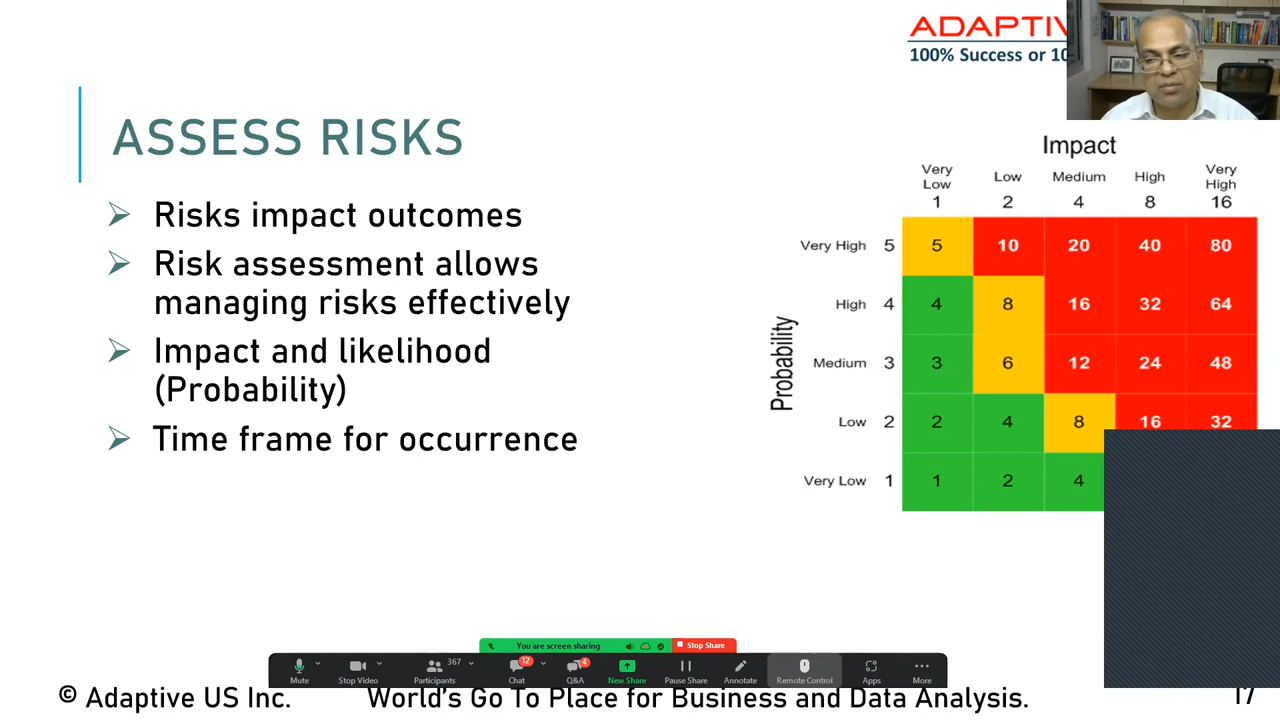 ADAPTIV
100% Success or 10
ASSESS RISKS
Risks impact outcomes
Risk assessment allows
managing risks effectively
Impact and likelihood
(Probability)
Time frame for occurrence
Impact
Very Low Low Medium High Very High
1 2 4 8 16
Probability
Very High 5 5 10 20 40 80
High 4 4 8 16 32 64
Medium 3 3 6 12 24 48
Low 2 2 4 8 16 32
Very Low 1 1 2 4
You are screen sharing Stop Share
367 12 4
Mute Stop Video Participants Chat Q&A New Share Pause Share Annotate Remote Control Apps More
© Adaptive US Inc. World's Go To Place for Business and Data Analysis. 17